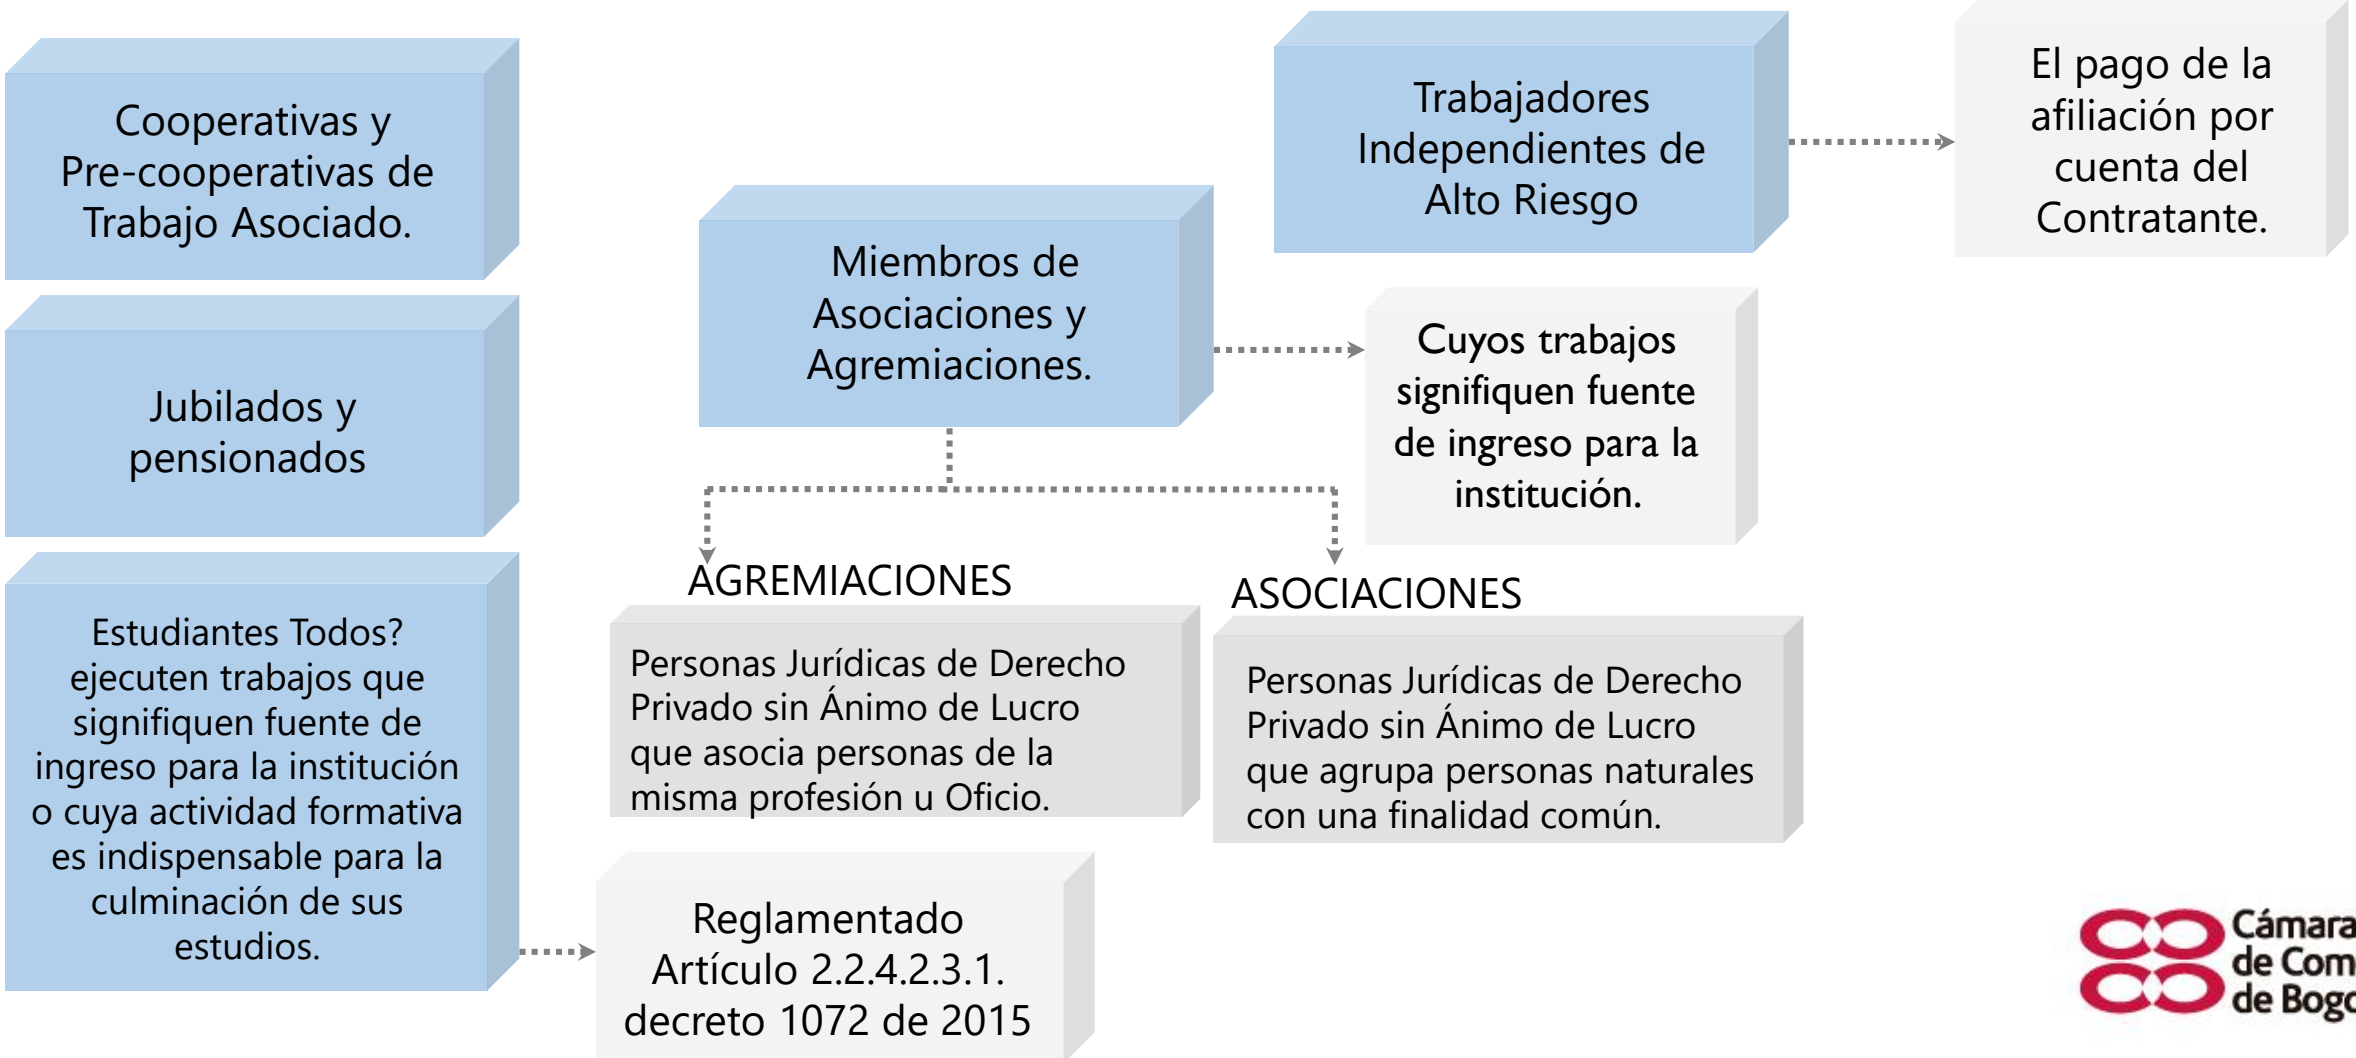 Cooperativas y
Pre-cooperativas de
Trabajo Asociado.
Jubilados y
pensionados
Estudiantes Todos?
ejecuten trabajos que
signifiquen fuente de
ingreso para la institución
o cuya actividad formativa
es indispensable para la
culminación de sus
estudios.
Reglamentado
Artículo 2.2.4.2.3.1.
decreto 1072 de 2015
Miembros de
Asociaciones y
Agremiaciones.
Cuyos trabajos
signifiquen fuente
de ingreso para la
institución.
AGREMIACIONES
Personas Jurídicas de Derecho
Privado sin Ánimo de Lucro
que asocia personas de la
misma profesión u Oficio.
ASOCIACIONES
Personas Jurídicas de Derecho
Privado sin Ánimo de Lucro
que agrupa personas naturales
con una finalidad común.
Trabajadores
Independientes de
Alto Riesgo
El pago de la
afiliación por
cuenta del
Contratante.
Cámara
de Com
de Bogo